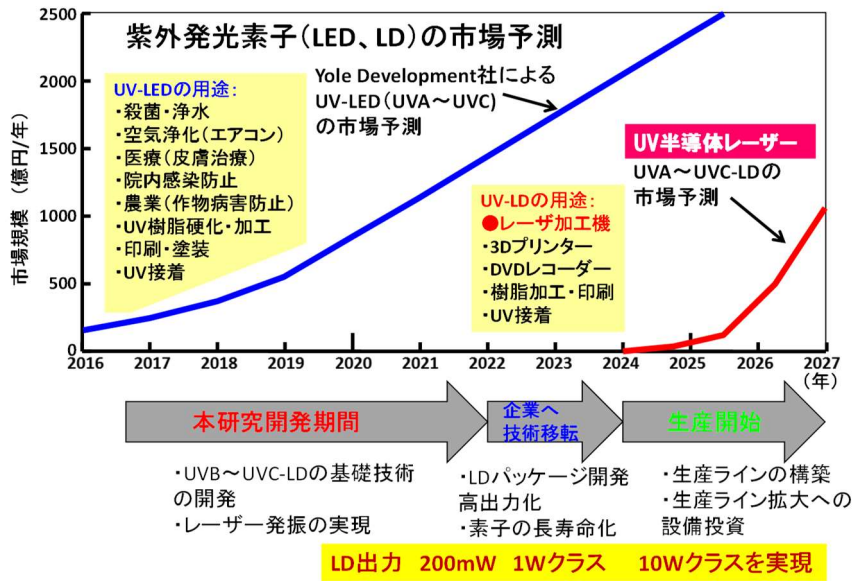 紫外発光素子(LED、LD)の市場予測
2500
2000
1500
1000
500
0
市場規模 (億円/年)
UV-LEDの用途:
・殺菌・浄水
・空気浄化(エアコン)
・医療(皮膚治療)
・院内感染防止
・農業(作物病害防止)
・UV樹脂硬化・加工
・印刷・塗装
・UV接着
Yole Development社による
UV-LED(UVA～UVC)
の市場予測
UV半導体レーザー
UVA～UVC-LDの
市場予測
UV-LDの用途:
●レーザ加工機
・3Dプリンター
・DVDレコーダー
・樹脂加工・印刷
・UV接着
2016 2017 2018 2019 2020 2021 2022 2023 2024 2025 2026 2027
(年)
本研究開発期間
企業へ
技術移転
生産開始
・UVB～UVC-LDの基礎技術
の開発
・レーザー発振の実現
・LDパッケージ開発
高出力化
・素子の長寿命化
・生産ラインの構築
・生産ライン拡大への
設備投資
LD出力 200mW 1Wクラス 10Wクラスを実現